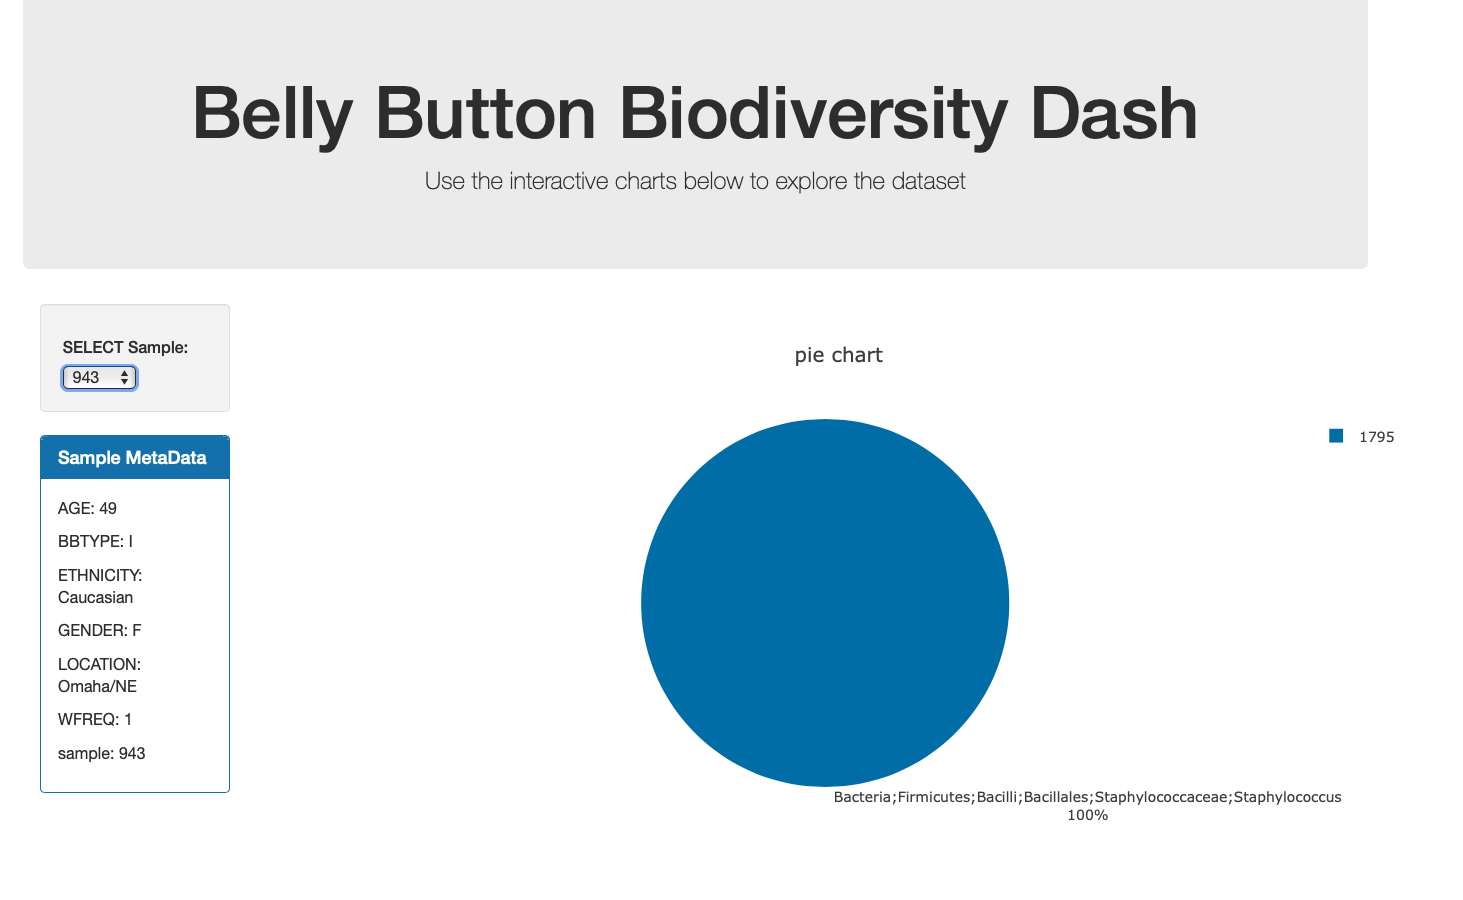 Belly Button Biodiversity Dash
Use the interactive charts below to explore the dataset
SELECT Sample:
943
Sample MetaData
AGE: 49
BBTYPE: I
ETHNICITY:
Caucasian
GENDER: F
LOCATION:
Omaha/NE
WFREQ: 1
sample: 943
pie chart
1795
Bacteria;Firmicutes;Bacilli;Bacillales;Staphylococcaceae;Staphylococcus
100%